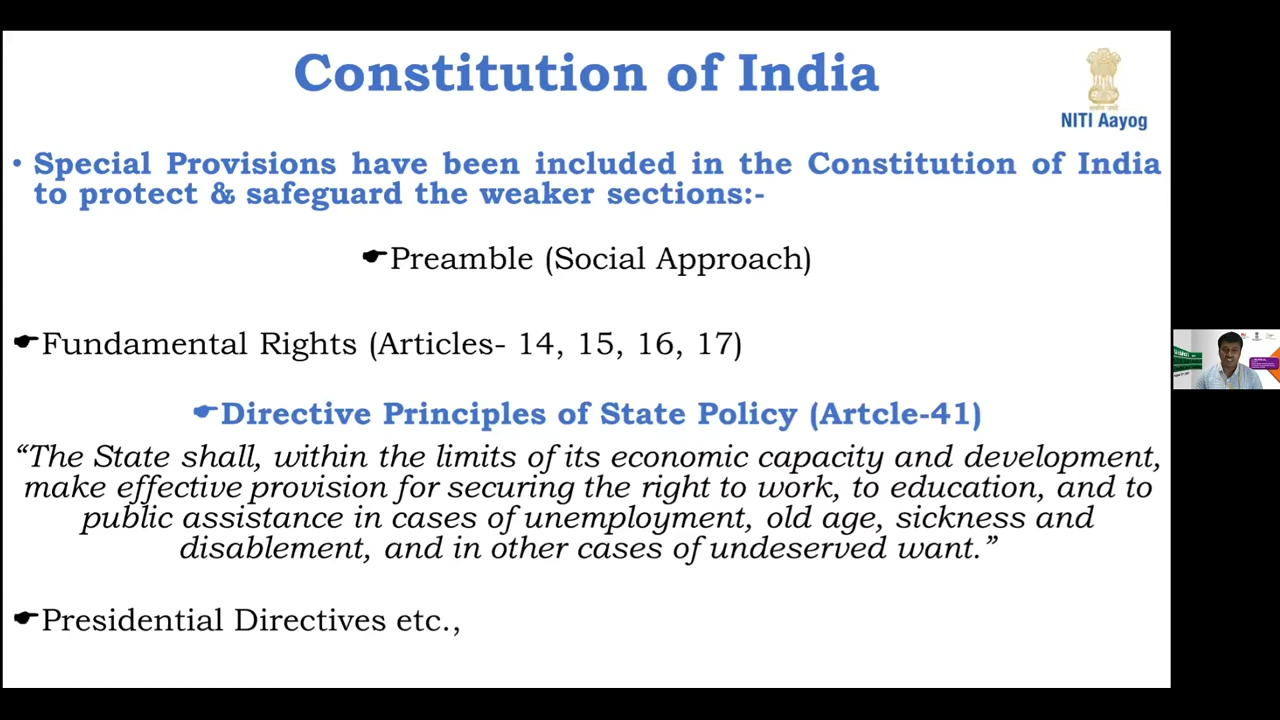 Constitution of India
NITI Aayog
• Special Provisions have been included in the Constitution of India
to protect & safeguard the weaker sections:-
☛Preamble (Social Approach)
☛Fundamental Rights (Articles- 14, 15, 16, 17)
☛Directive Principles of State Policy (Artcle-41)
“The State shall, within the limits of its economic capacity and development,
make effective provision for securing the right to work, to education, and to
public assistance in cases of unemployment, old age, sickness and
disablement, and in other cases of undeserved want.”
☛Presidential Directives etc.,